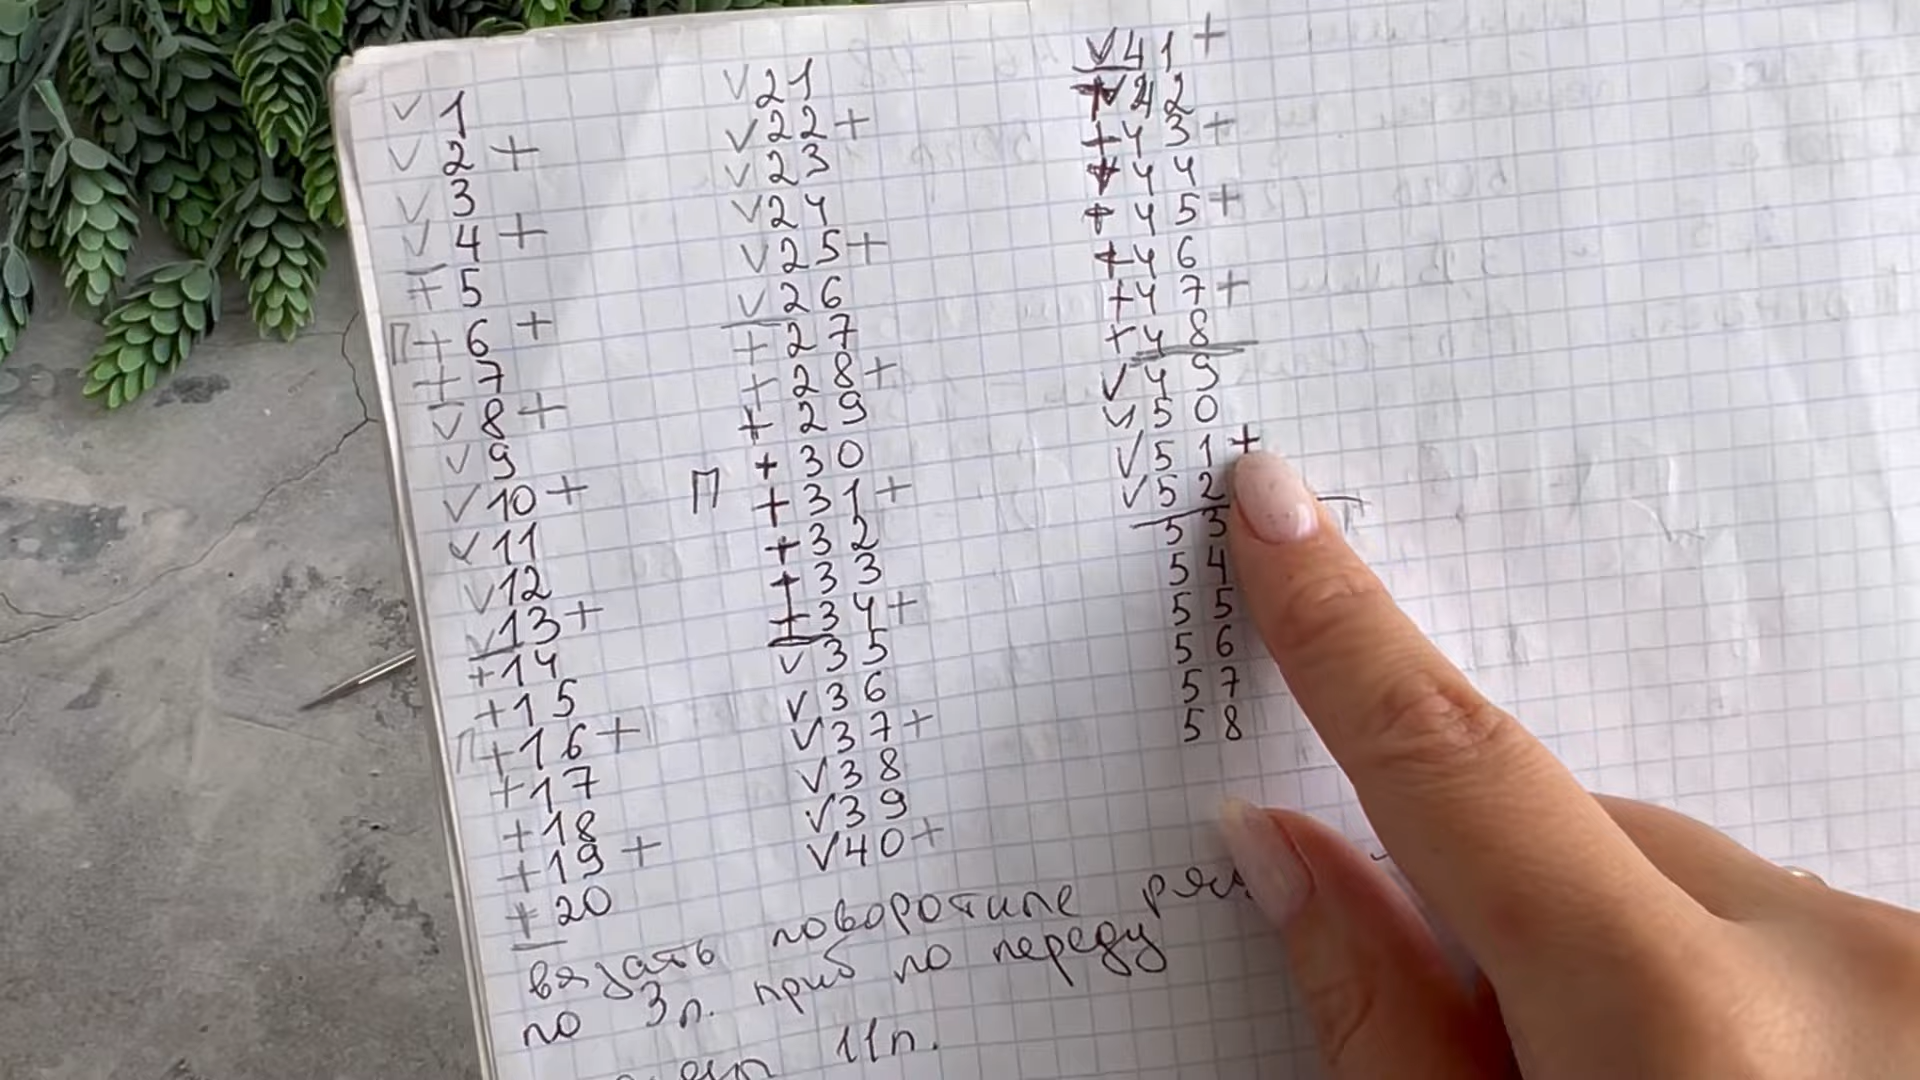 √ 1
√ 2 +
√ 3
√ 4 +
+ 5
П + 6 +
+ 7
√ 8 +
√ 9
√ 10 +
√ 11
√ 12
√ 13 +
+ 14
+ 15
П + 16 +
+ 17
+ 18
+ 19 +
+ 20
√ 21
√ 22 +
√ 23
√ 24
√ 25 +
√ 26
+ 27
+ 28 +
+ 29
+ 30
П + 31 +
+ 32
+ 33
+ 34 +
√ 35
√ 36
√ 37 +
√ 38
√ 39
√ 40 +
√ 41 +
+ 42
+ 43 +
+ 44
+ 45 +
+ 46
+ 47 +
+ 48
√ 49
√ 50
√ 51 +
√ 52
53
54
55
56
57
58
вязать поворотные
по 3 п. приб по переду
11 п.